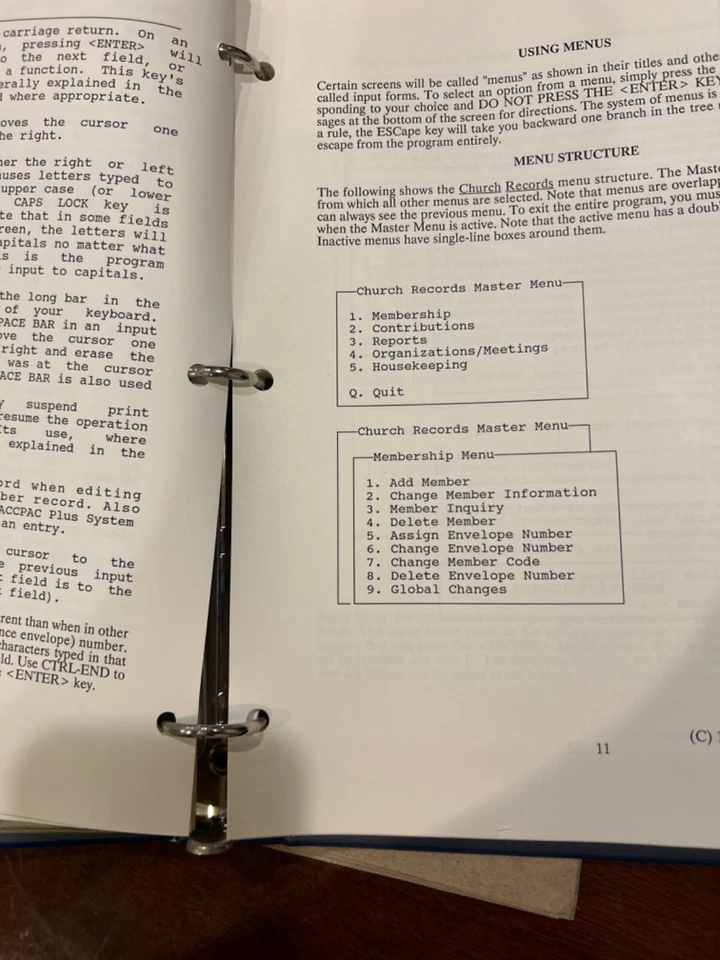 carriage return. On an
, pressing <ENTER> will
o the next field, or
a function. This key's
erally explained in the
d where appropriate.
oves the cursor one
he right.
her the right or left
auses letters typed to
upper case (or lower
CAPS LOCK key is
te that in some fields
reen, the letters will
apitals no matter what
s is the program
input to capitals.
the long bar in the
of your keyboard.
PACE BAR in an input
ove the cursor one
right and erase the
was at the cursor
ACE BAR is also used
y suspend print
resume the operation
ts use, where
explained in the
ord when editing
ber record. Also
ACCPAC Plus System
an entry.
cursor to the
e previous input
t field is to the
t field).
rent than when in other
nce envelope) number.
haracters typed in that
ld. Use CTRL-END to
<ENTER> key.
USING MENUS
Certain screens will be called "menus" as shown in their titles and othe
called input forms. To select an option from a menu, simply press the
sponding to your choice and DO NOT PRESS THE <ENTER> KEY
sages at the bottom of the screen for directions. The system of menus is
a rule, the ESCape key will take you backward one branch in the tree
escape from the program entirely.
MENU STRUCTURE
The following shows the Church Records menu structure. The Maste
from which all other menus are selected. Note that menus are overlapp
can always see the previous menu. To exit the entire program, you mus
when the Master Menu is active. Note that the active menu has a doub
Inactive menus have single-line boxes around them.
Church Records Master Menu
1. Membership
2. Contributions
3. Reports
4. Organizations/Meetings
5. Housekeeping
Q. Quit
Church Records Master Menu
Membership Menu
1. Add Member
2. Change Member Information
3. Member Inquiry
4. Delete Member
5. Assign Envelope Number
6. Change Envelope Number
7. Change Member Code
8. Delete Envelope Number
9. Global Changes
11
(C)